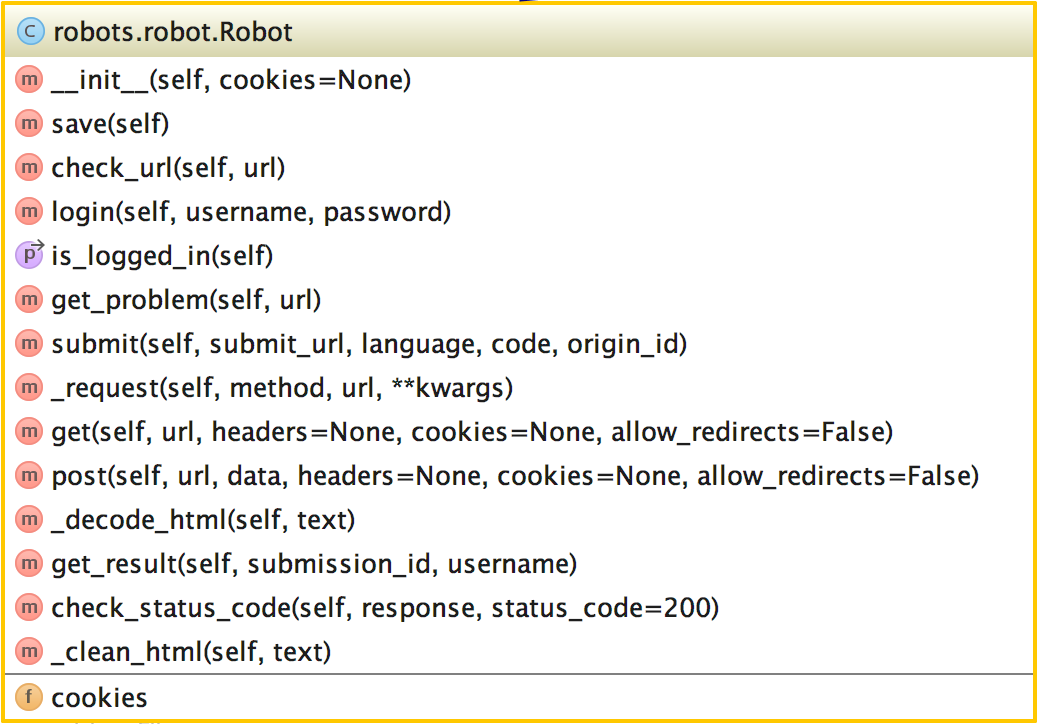 C robots.robot.Robot
m __init__(self, cookies=None)
m save(self)
m check_url(self, url)
m login(self, username, password)
p is_logged_in(self)
m get_problem(self, url)
m submit(self, submit_url, language, code, origin_id)
m _request(self, method, url, **kwargs)
m get(self, url, headers=None, cookies=None, allow_redirects=False)
m post(self, url, data, headers=None, cookies=None, allow_redirects=False)
m _decode_html(self, text)
m get_result(self, submission_id, username)
m check_status_code(self, response, status_code=200)
m _clean_html(self, text)
f cookies